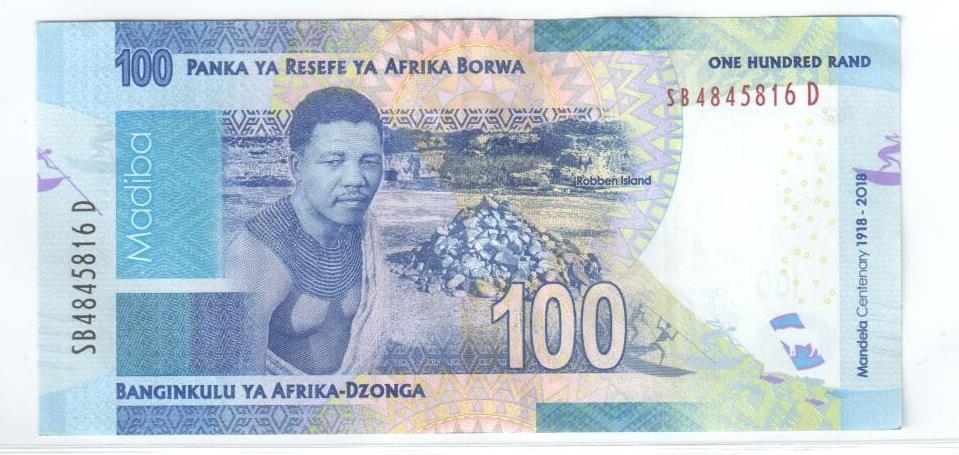 100 PANKA YA RESEFE YA AFRIKA BORWA
ONE HUNDRED RAND
SB4845816 D
Madiba
Robben Island
SB4845816 D
Mandela Centenary 1918 - 2018
100
BANGINKULU YA AFRIKA-DZONGA